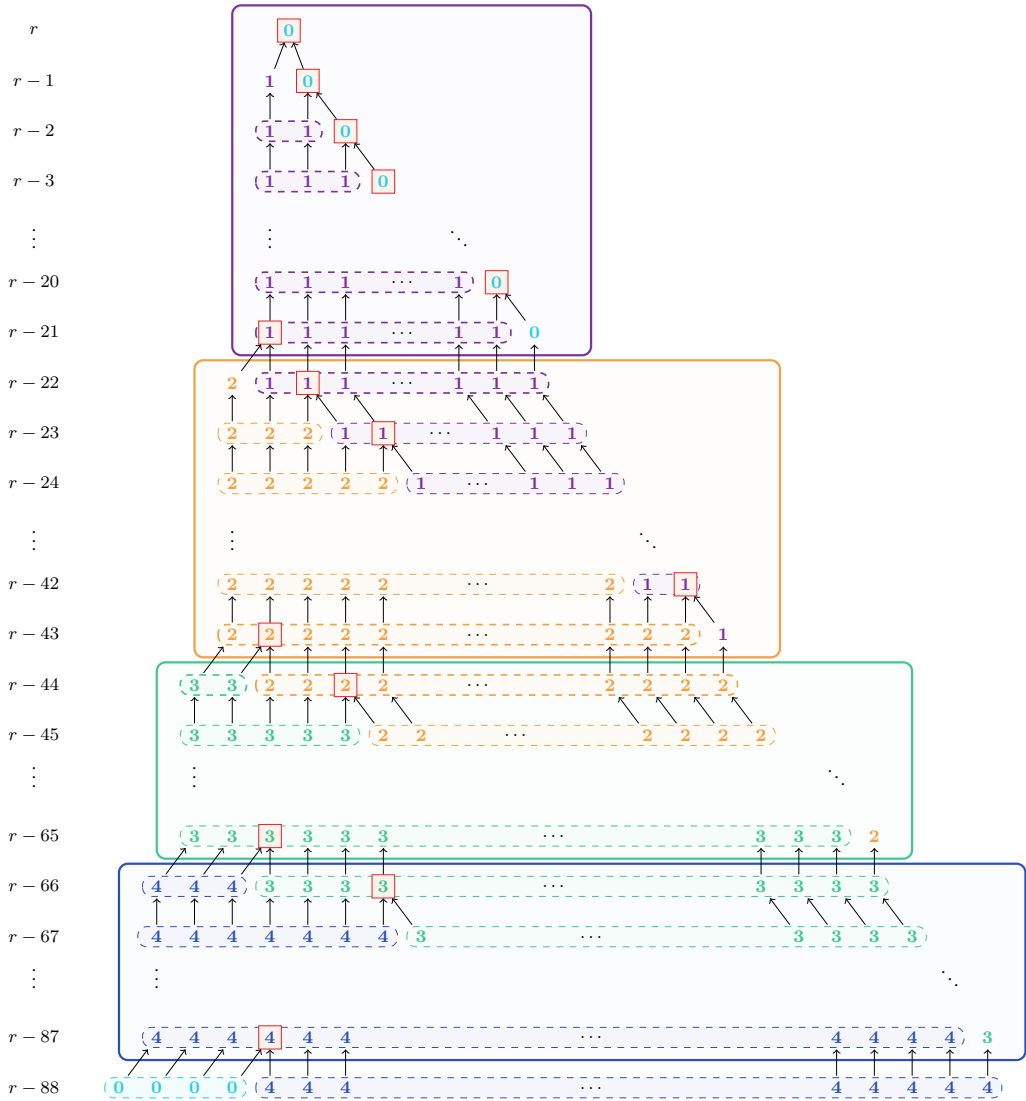 r 0
r − 1 1 0
r − 2 1 1 0
r − 3 1 1 1 0
⋮ ⋮ ⋱
r − 20 1 1 1 ⋯ 1 0
r − 21 1 1 1 ⋯ 1 1 0
r − 22 2 1 1 1 ⋯ 1 1 1
r − 23 2 2 2 1 1 ⋯ 1 1 1
r − 24 2 2 2 2 2 1 ⋯ 1 1 1
⋮ ⋮ ⋱
r − 42 2 2 2 2 2 ⋯ 2 1 1
r − 43 2 2 2 2 2 ⋯ 2 2 2 1
r − 44 3 3 2 2 2 2 ⋯ 2 2 2 2
r − 45 3 3 3 3 3 2 2 ⋯ 2 2 2 2
⋮ ⋮ ⋱
r − 65 3 3 3 3 3 3 ⋯ 3 3 3 2
r − 66 4 4 4 3 3 3 3 ⋯ 3 3 3 3
r − 67 4 4 4 4 4 4 4 3 ⋯ 3 3 3 3
⋮ ⋮ ⋱
r − 87 4 4 4 4 4 4 ⋯ 4 4 4 4 3
r − 88 0 0 0 0 4 4 4 ⋯ 4 4 4 4 4